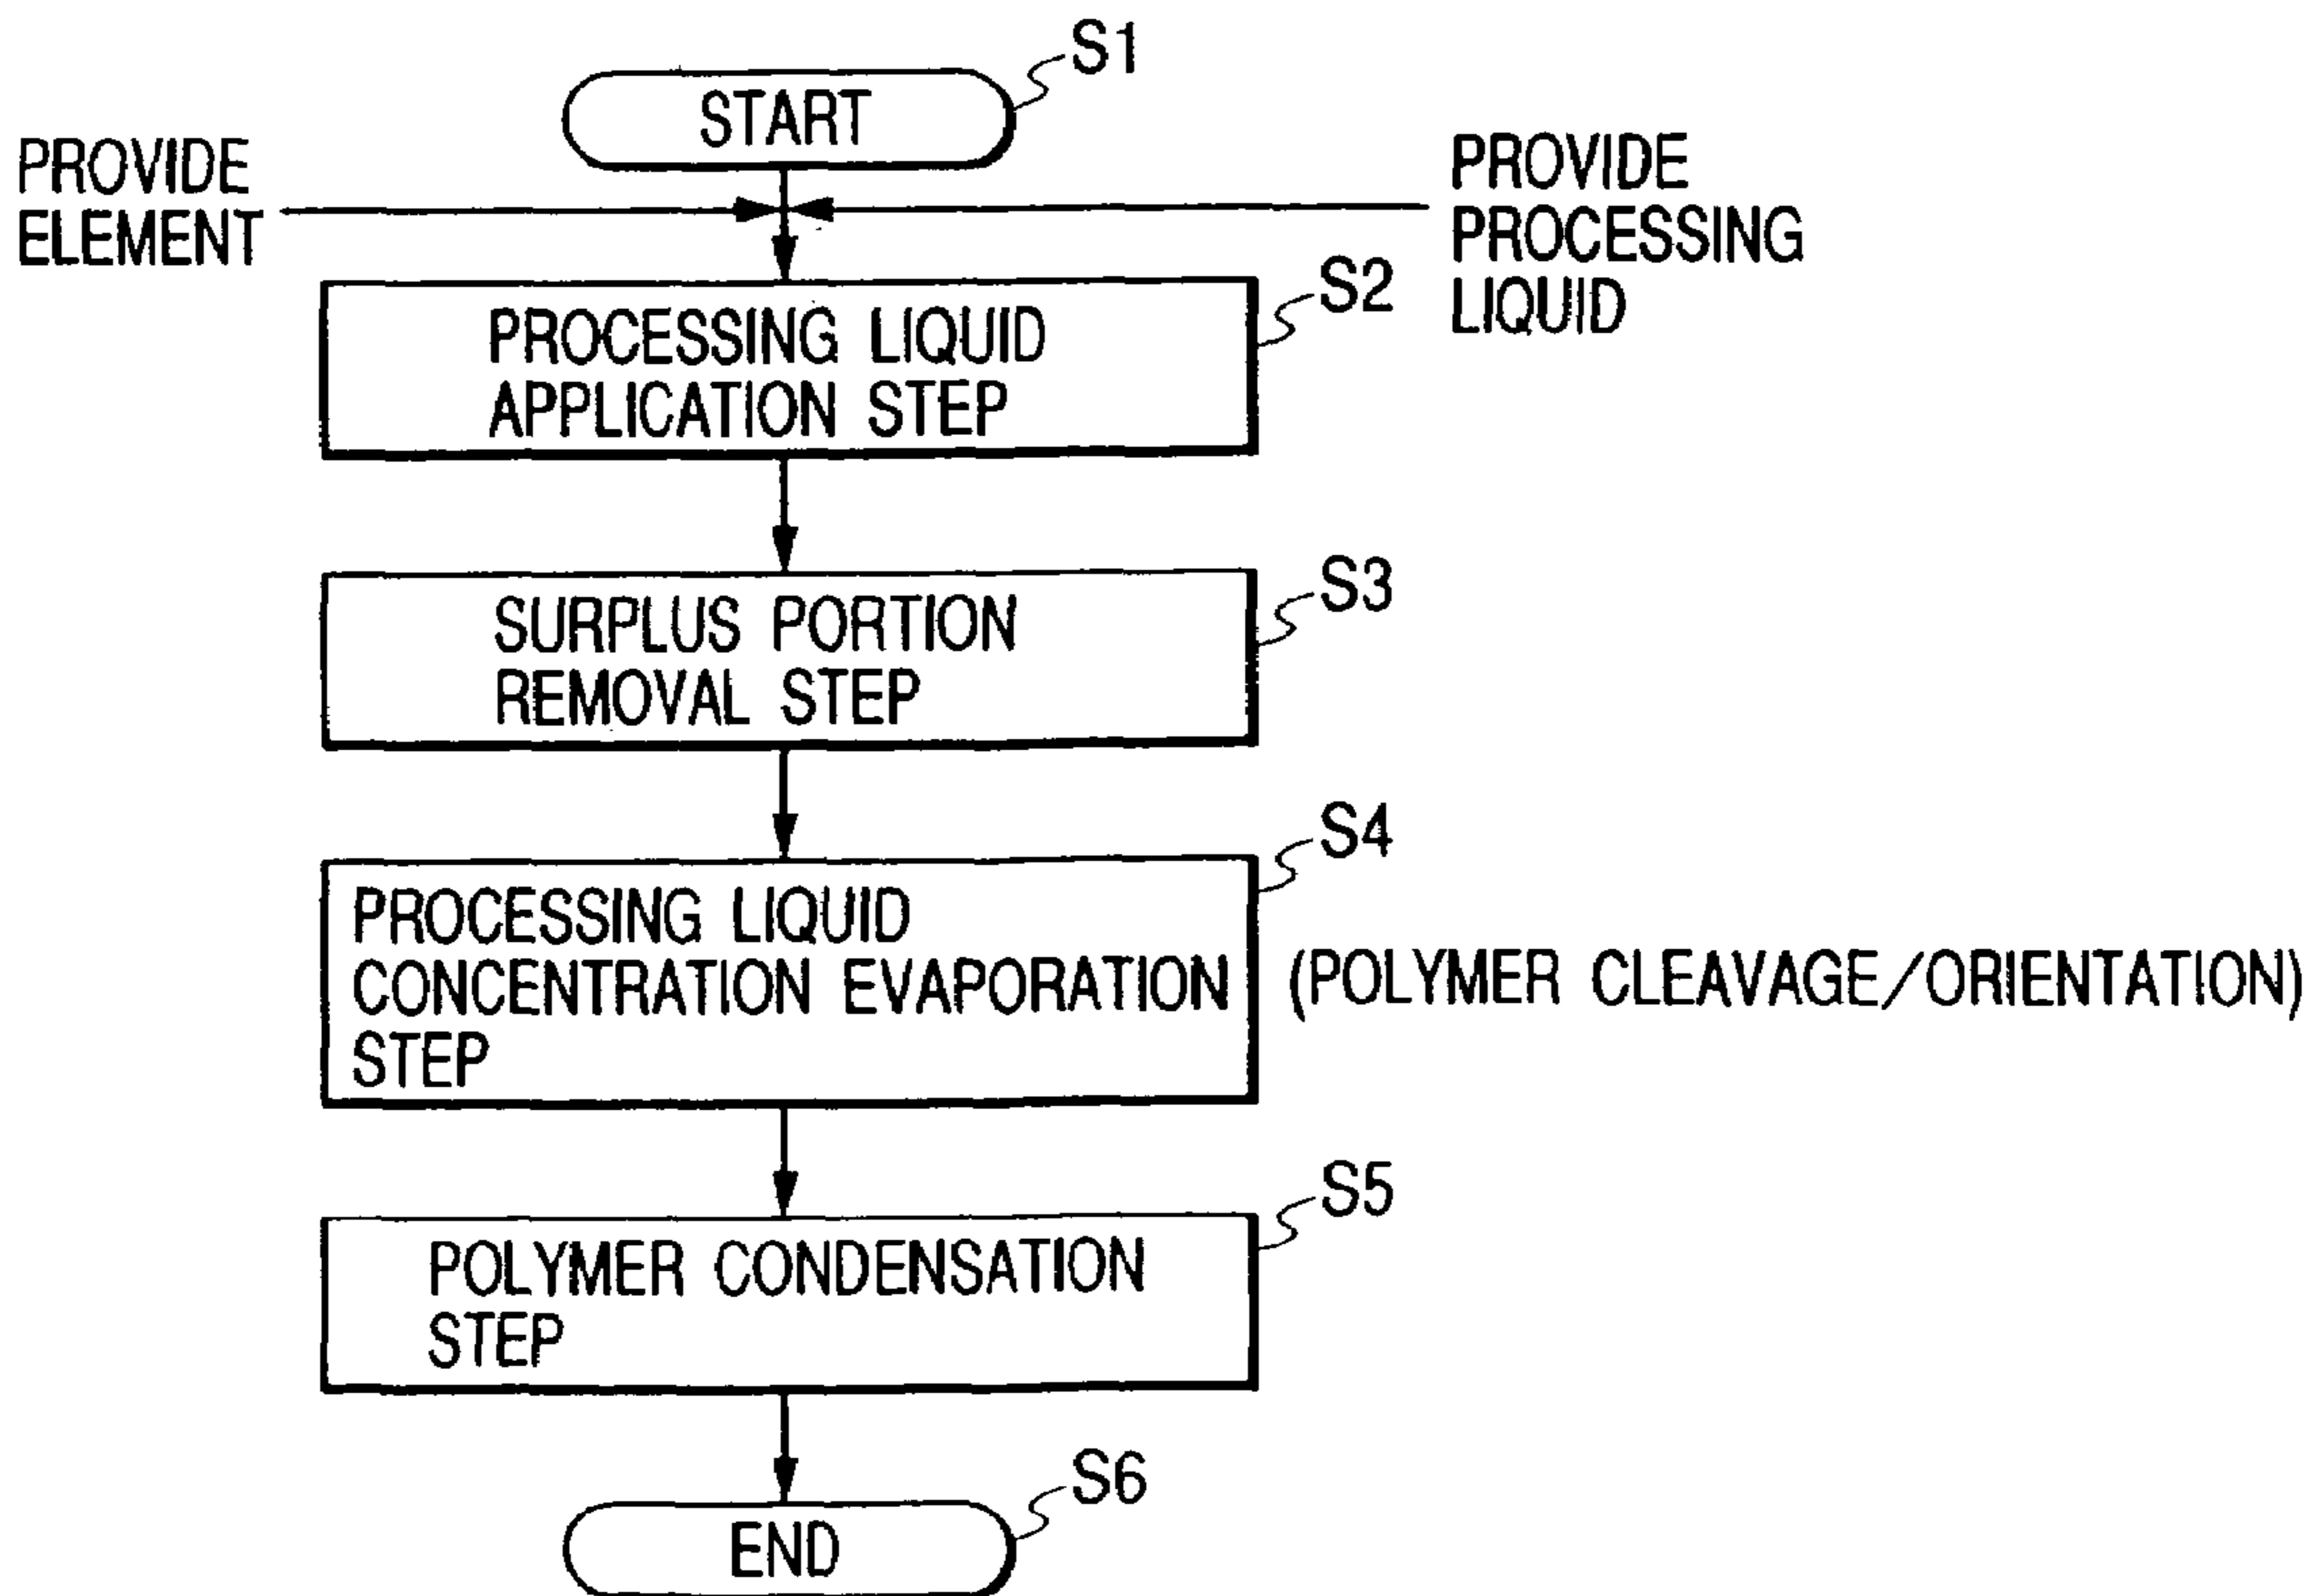 S1
START
PROVIDE
ELEMENT
PROVIDE
PROCESSING
LIQUID
S2
PROCESSING LIQUID
APPLICATION STEP
S3
SURPLUS PORTION
REMOVAL STEP
S4
PROCESSING LIQUID
CONCENTRATION EVAPORATION
STEP
(POLYMER CLEAVAGE/ORIENTATION)
S5
POLYMER CONDENSATION
STEP
S6
END